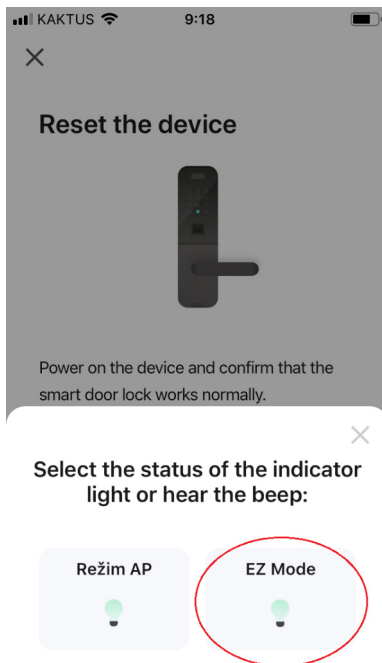 KAKTUS 9:18
Reset the device
Power on the device and confirm that the
smart door lock works normally.
Select the status of the indicator
light or hear the beep:
Režim AP
EZ Mode